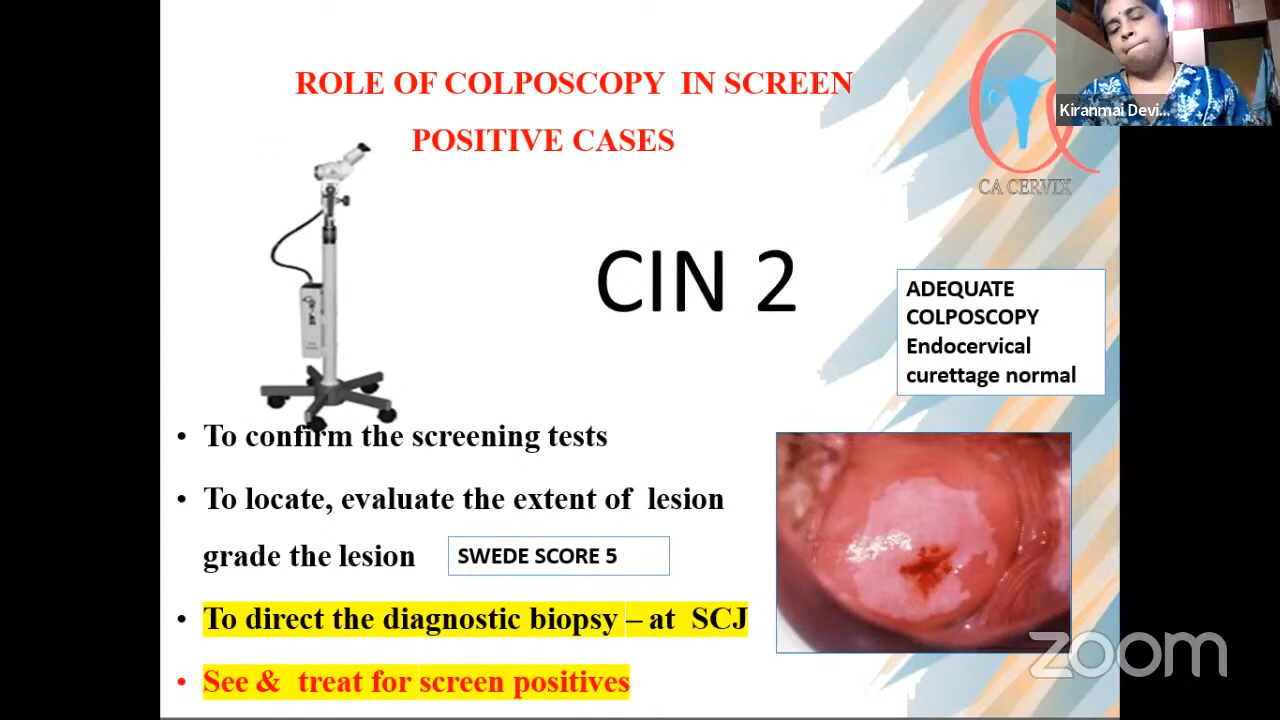 ROLE OF COLPOSCOPY IN SCREEN
POSITIVE CASES
Kiranmai Devi...
CA CERVIX
CIN 2
ADEQUATE
COLPOSCOPY
Endocervical
curettage normal
• To confirm the screening tests
• To locate, evaluate the extent of lesion
grade the lesion
SWEDE SCORE 5
• To direct the diagnostic biopsy – at SCJ
• See & treat for screen positives
zoom